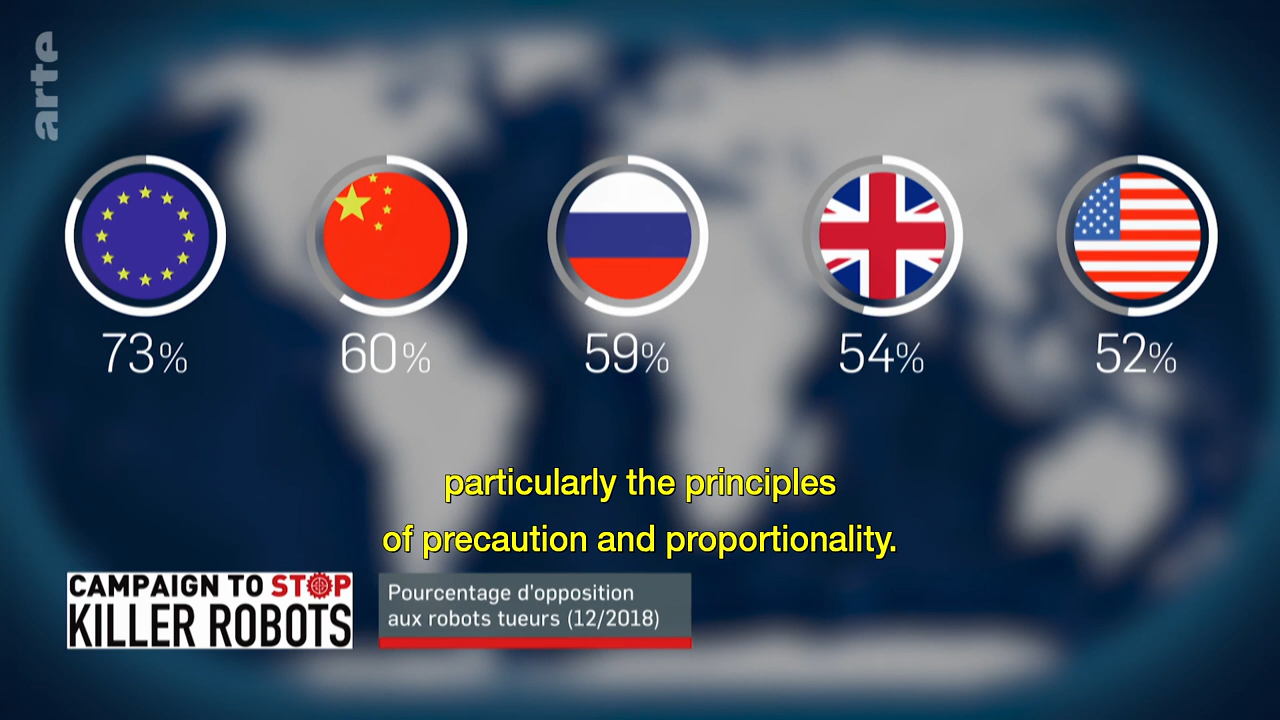 arte
73%
60%
59%
54%
52%
particularly the principles
of precaution and proportionality.
CAMPAIGN TO STOP
KILLER ROBOTS
Pourcentage d'opposition
aux robots tueurs (12/2018)